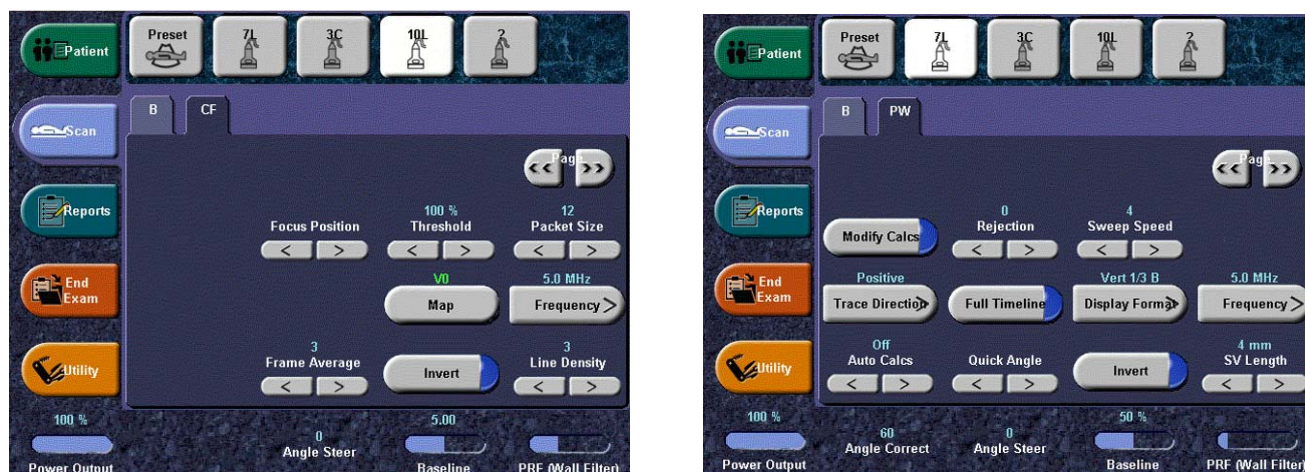 Patient
Preset
7L
3C
10L
2
Scan
B
CF
Page
<< >>
Reports
100 %
12
Focus Position
Threshold
Packet Size
< > < > < >
V0
5.0 MHz
End
Exam
Map
Frequency >
3
3
Frame Average
Invert
Line Density
< > < >
Utility
100 %
0
5.00
Power Output
Angle Steer
Baseline
PRF (Wall Filter)
Patient
Preset
7L
3C
10L
2
Scan
B
PW
Page
<< >>
Reports
0
4
Modify Calcs
Rejection
Sweep Speed
< > < >
Positive
Vert 1/3 B
5.0 MHz
End
Exam
Trace Direction >
Full Timeline
Display Format >
Frequency >
Off
4 mm
Auto Calcs
Quick Angle
Invert
SV Length
< > < > < >
Utility
100 %
60
0
50 %
Power Output
Angle Correct
Angle Steer
Baseline
PRF (Wall Filter)